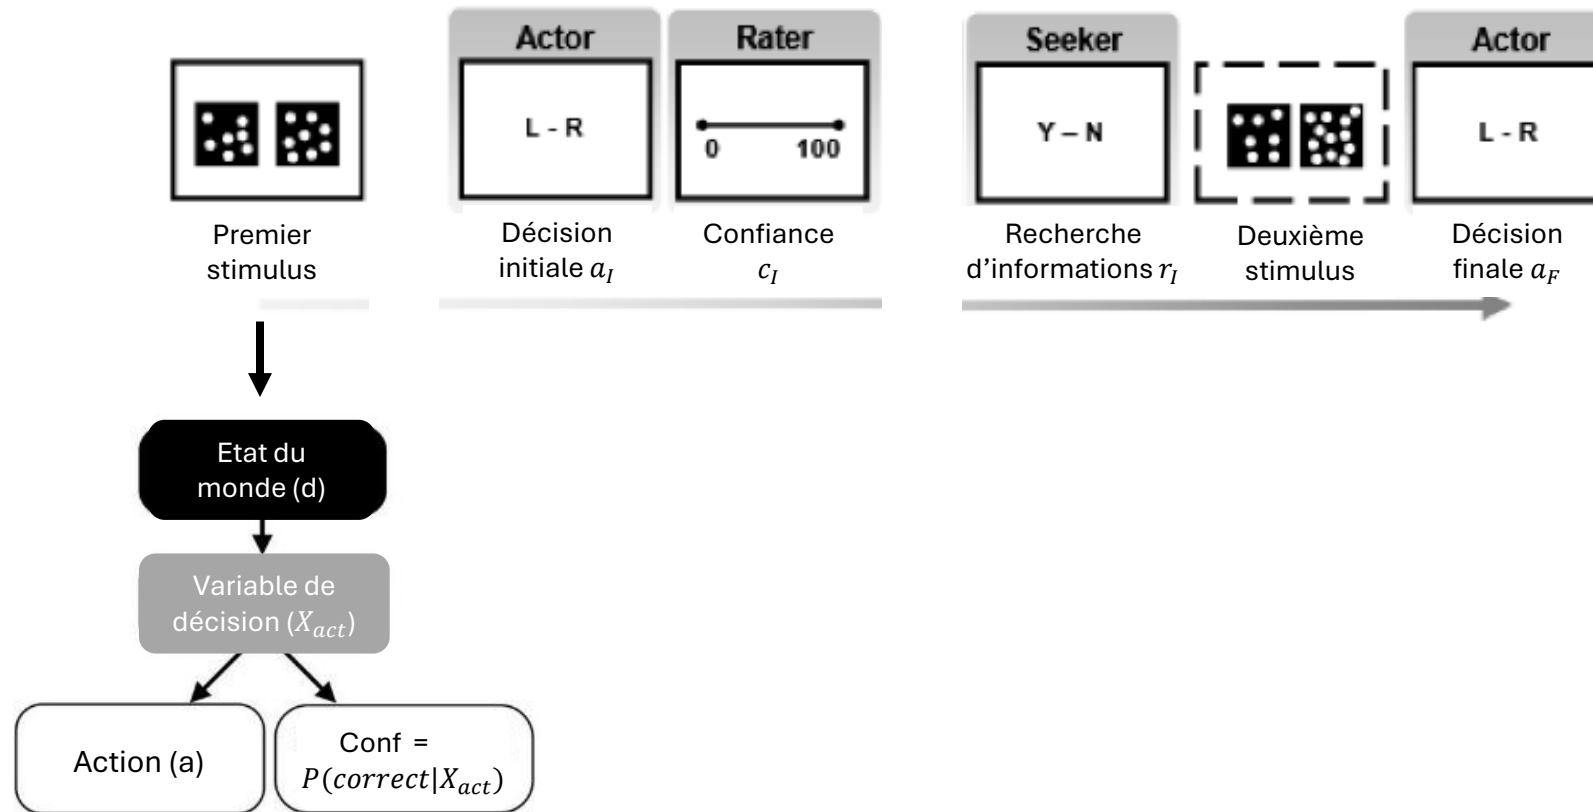 Actor
Rater
Seeker
Actor
L - R
0 100
Y – N
L - R
Premier
stimulus
Décision
initiale a_I
Confiance
c_I
Recherche
d'informations r_I
Deuxième
stimulus
Décision
finale a_F
Etat du
monde (d)
Variable de
décision (X_act)
Action (a)
Conf =
P(correct|X_act)